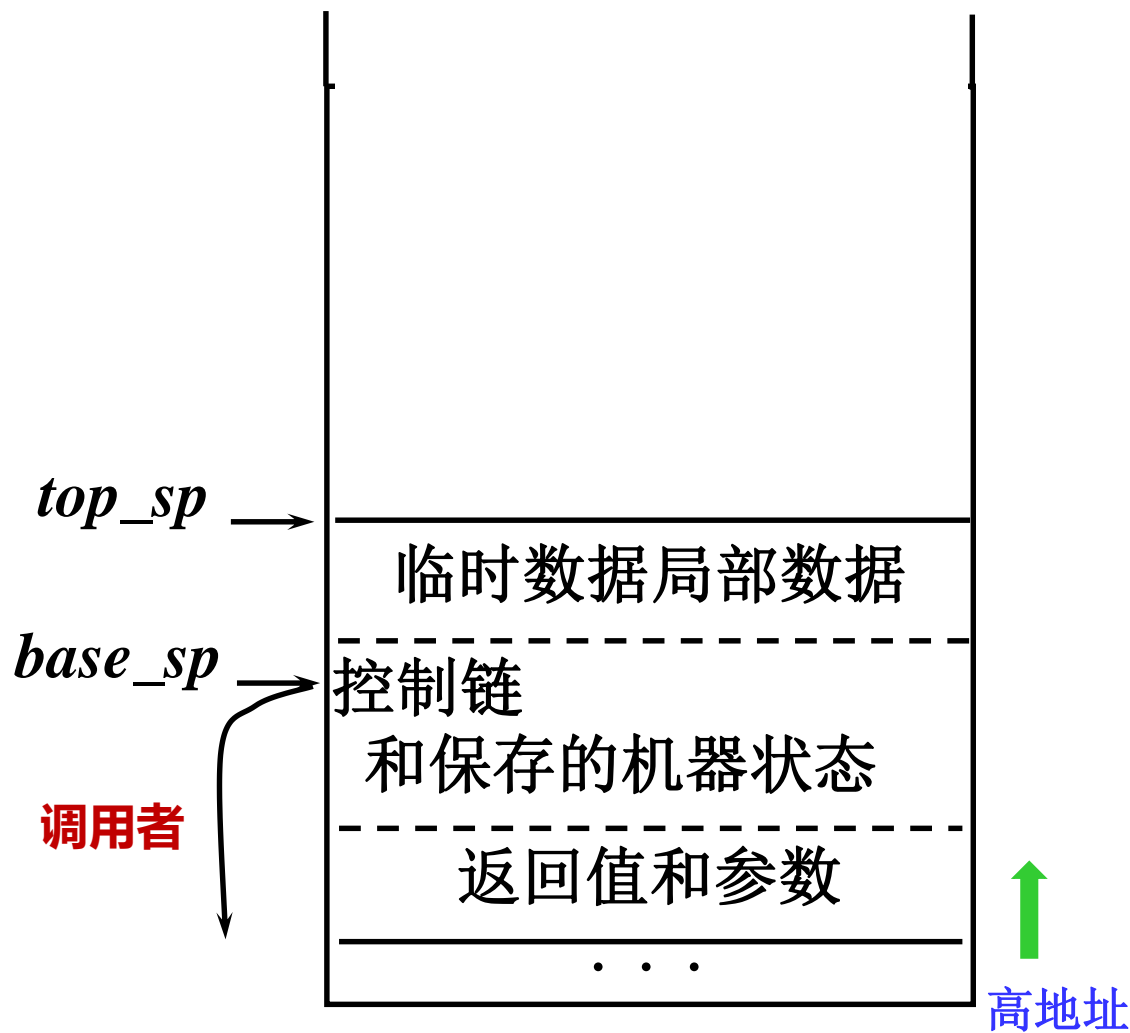 top_sp
临时数据局部数据
base_sp
控制链
和保存的机器状态
调用者
返回值和参数
. . .
高地址